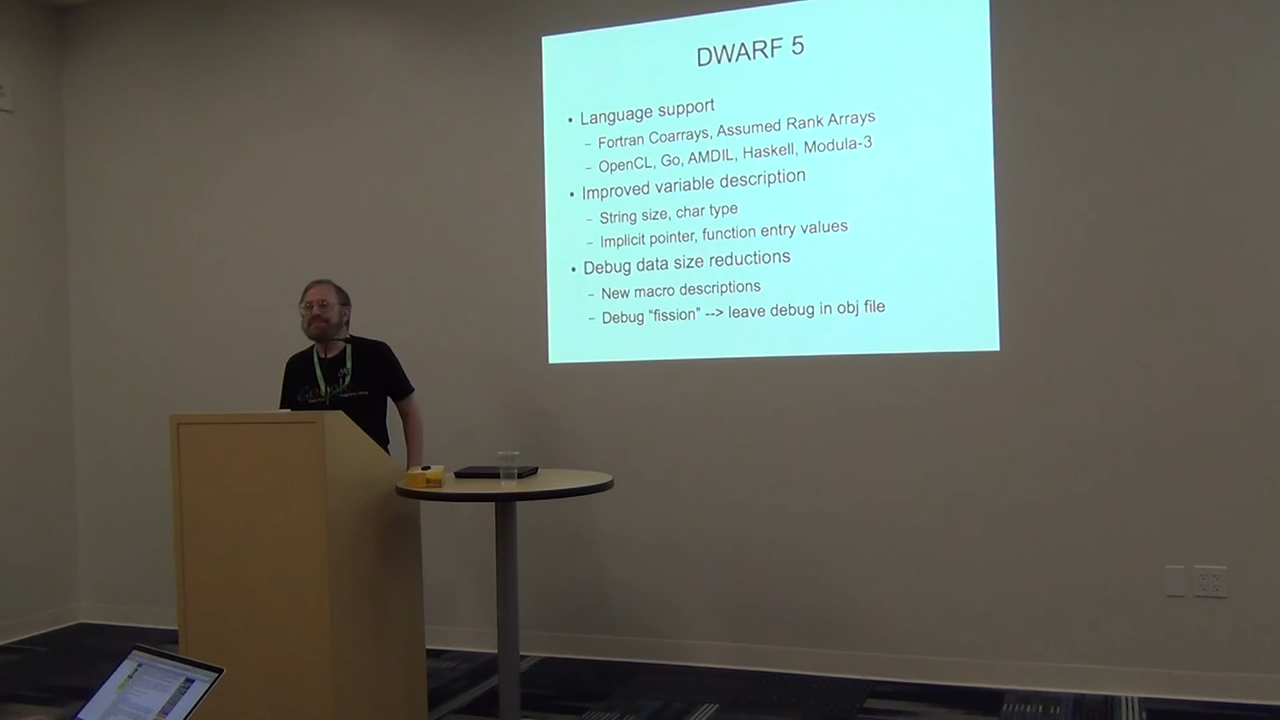 DWARF 5
• Language support
– Fortran Coarrays, Assumed Rank Arrays
– OpenCL, Go, AMDIL, Haskell, Modula-3
• Improved variable description
– String size, char type
– Implicit pointer, function entry values
• Debug data size reductions
– New macro descriptions
– Debug “fission” --> leave debug in obj file